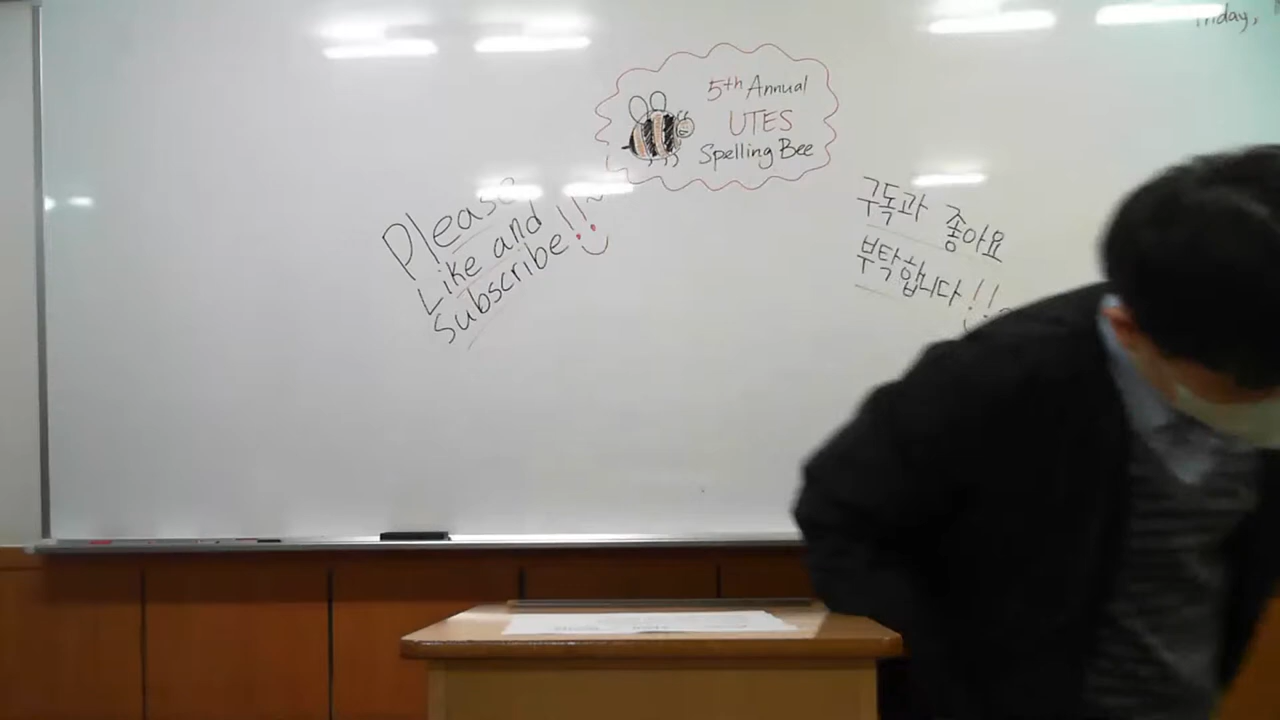 5th Annual
UTES
Spelling Bee
Please
Like and
Subscribe!!~
구독과 좋아요
부탁합니다!!~
Friday,